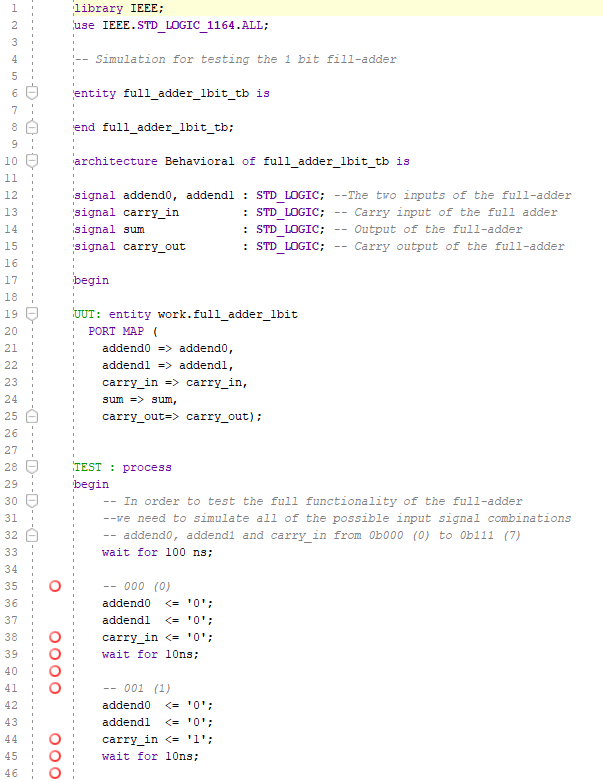 1 library IEEE;
2 use IEEE.STD_LOGIC_1164.ALL;
3
4 -- Simulation for testing the 1 bit fill-adder
5
6 entity full_adder_1bit_tb is
7
8 end full_adder_1bit_tb;
9
10 architecture Behavioral of full_adder_1bit_tb is
11
12 signal addend0, addend1 : STD_LOGIC; --The two inputs of the full-adder
13 signal carry_in : STD_LOGIC; -- Carry input of the full adder
14 signal sum : STD_LOGIC; -- Output of the full-adder
15 signal carry_out : STD_LOGIC; -- Carry output of the full-adder
16
17 begin
18
19 UUT: entity work.full_adder_1bit
20 PORT MAP (
21 addend0 => addend0,
22 addend1 => addend1,
23 carry_in => carry_in,
24 sum => sum,
25 carry_out=> carry_out);
26
27
28 TEST : process
29 begin
30 -- In order to test the full functionality of the full-adder
31 --we need to simulate all of the possible input signal combinations
32 -- addend0, addend1 and carry_in from 0b000 (0) to 0b111 (7)
33 wait for 100 ns;
34
35 -- 000 (0)
36 addend0 <= '0';
37 addend1 <= '0';
38 carry_in <= '0';
39 wait for 10ns;
40
41 -- 001 (1)
42 addend0 <= '0';
43 addend1 <= '0';
44 carry_in <= '1';
45 wait for 10ns;
46